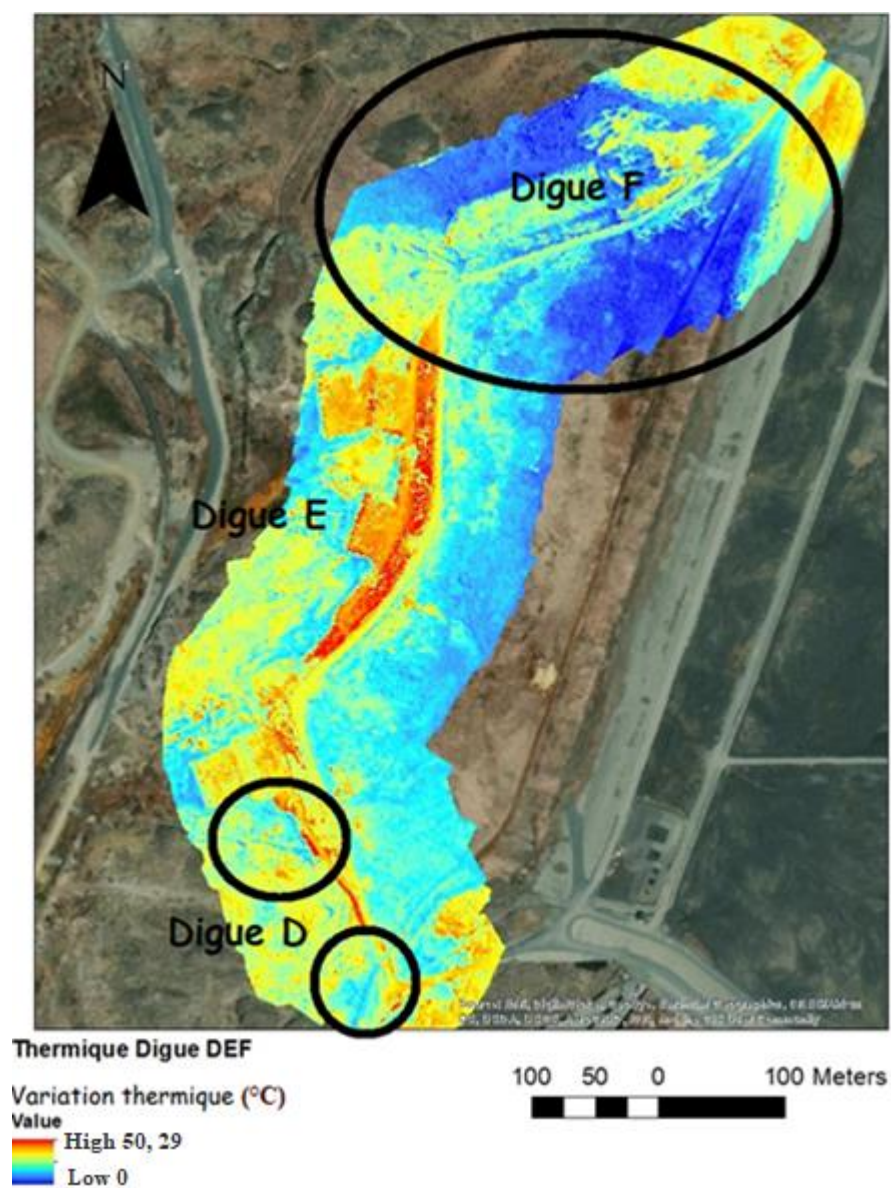 N
Digue F
Digue E
Digue D
Thermique Digue DEF
Variation thermique (°C)
Value
High 50, 29
Low 0
100 50 0 100 Meters